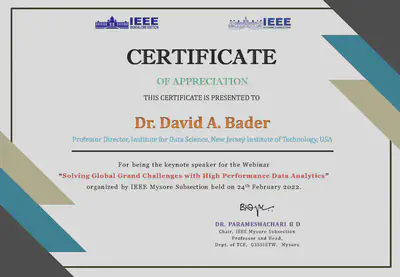 IEEE
BANGALORE SECTION
IEEE
CERTIFICATE
OF APPRECIATION
THIS CERTIFICATE IS PRESENTED TO
Dr. David A. Bader
Professor Director, Institute for Data Science, New Jersey Institute of Technology, USA
For being the keynote speaker for the Webinar
"Solving Global Grand Challenges with High Performance Data Analytics"
organized by IEEE Mysore Subsection held on 24th February 2022.
DR. PARAMESHACHARI B D
Chair, IEEE Mysore Subsection
Professor and Head,
Dept. of TCE, GSSSIETW, Mysuru